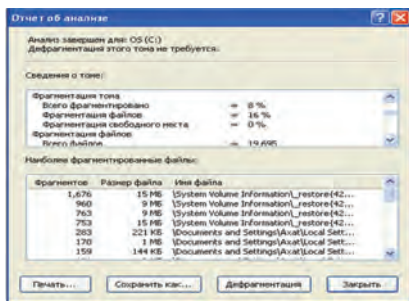 Отчет об анализе
Анализ завершен для: OS (C:)
Дефрагментация этого тома не требуется.
Сведения о томе:
Фрагментация тома
Всего фрагментировано = 8 %
Фрагментация файлов = 16 %
Фрагментация свободного места = 0 %
Фрагментация файлов
Всего файлов = 19,695
Наиболее фрагментированные файлы:
Фрагментов Размер файла Имя файла
1,676 15 МБ \System Volume Information\_restore{42...
960 9 МБ \System Volume Information\_restore{42...
763 9 МБ \System Volume Information\_restore{42...
753 15 МБ \System Volume Information\_restore{42...
283 221 КБ \Documents and Settings\Axat\Local Sett...
170 1 МБ \Documents and Settings\Axat\Local Sett...
159 144 КБ \Documents and Settings\Axat\Local Sett...
Печать... Сохранить как... Дефрагментация Закрыть